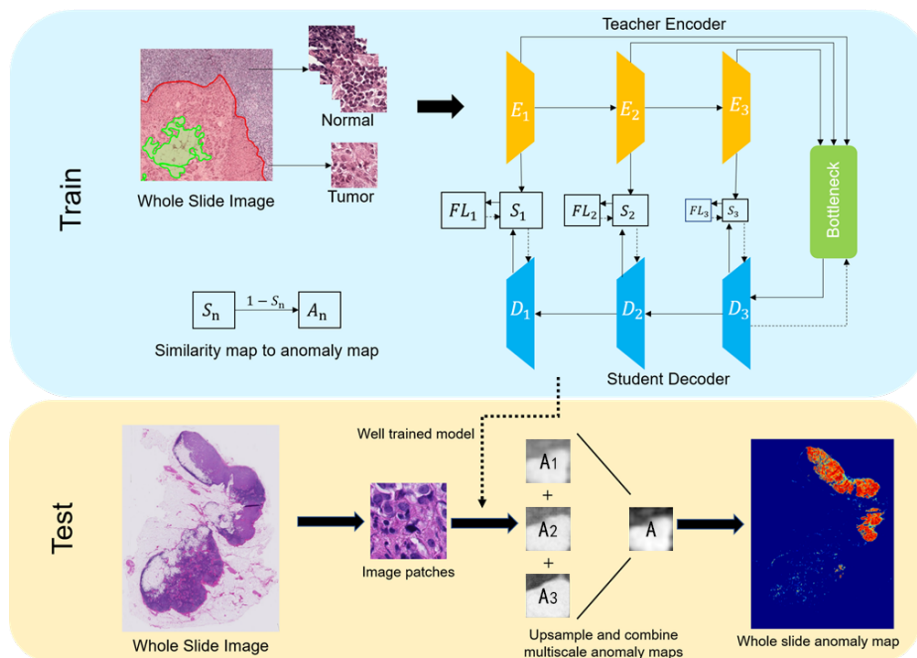 Train
Teacher Encoder
Normal
Tumor
Whole Slide Image
E1
E2
E3
Bottleneck
FL1
S1
FL2
S2
FL3
S3
D1
D2
D3
Sn
1 − Sn
An
Similarity map to anomaly map
Student Decoder
Test
Well trained model
A1
+
A2
+
A3
A
Image patches
Whole Slide Image
Upsample and combine
multiscale anomaly maps
Whole slide anomaly map